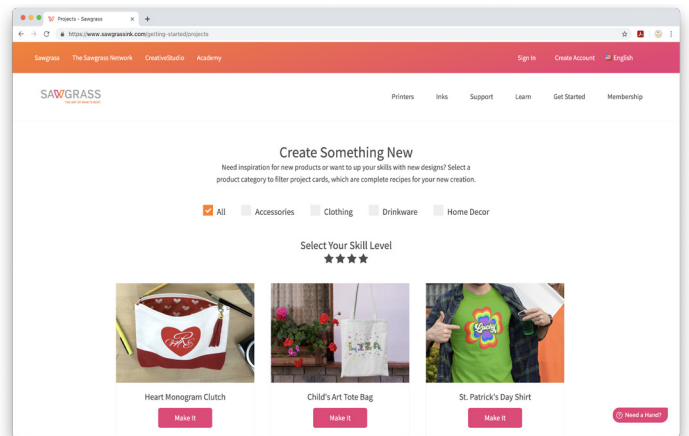 Projects - Sawgrass
https://www.sawgrassink.com/getting-started/projects
Sawgrass The Sawgrass Network CreativeStudio Academy Sign In Create Account English
SAWGRASS
Printers Inks Support Learn Get Started Membership
Create Something New
Need inspiration for new products or want to up your skills with new designs? Select a
product category to filter project cards, which are complete recipes for your new creation.
All Accessories Clothing Drinkware Home Decor
Select Your Skill Level
LIZA
Lucky
Heart Monogram Clutch Child's Art Tote Bag St. Patrick's Day Shirt
Make It Make It Make It
Need a Hand?